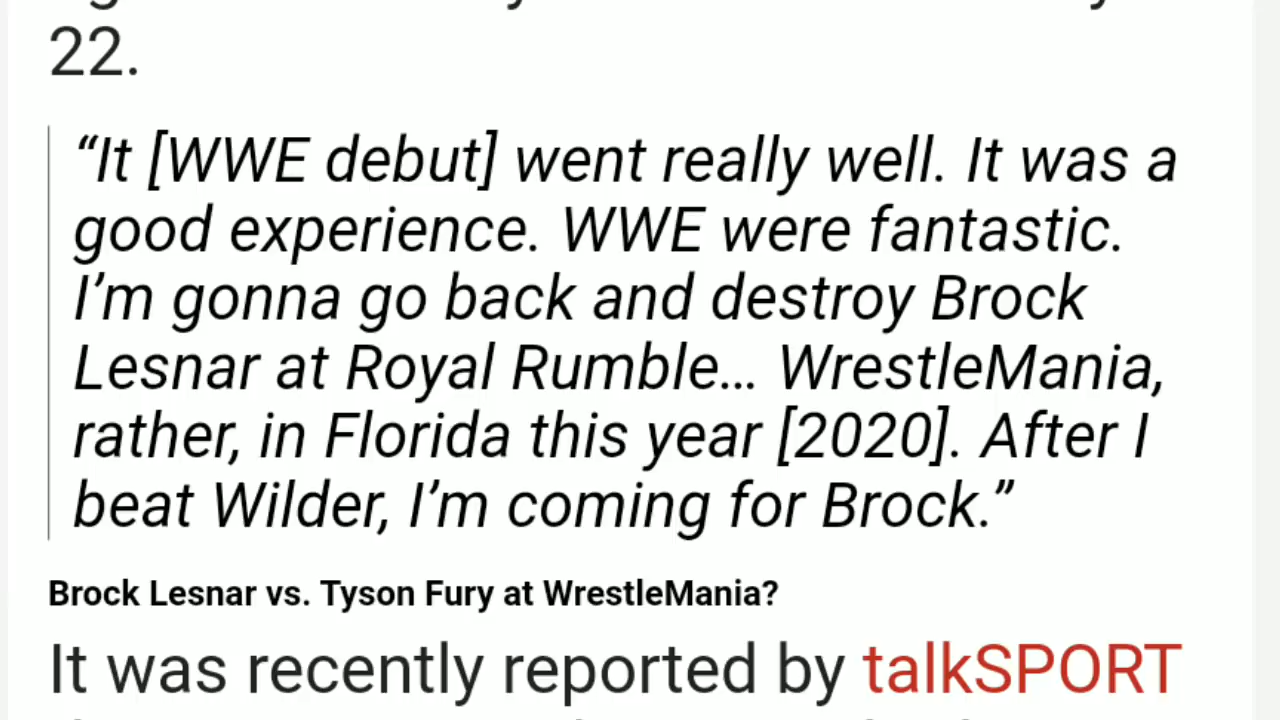 22.
“It [WWE debut] went really well. It was a
good experience. WWE were fantastic.
I’m gonna go back and destroy Brock
Lesnar at Royal Rumble… WrestleMania,
rather, in Florida this year [2020]. After I
beat Wilder, I’m coming for Brock.”
Brock Lesnar vs. Tyson Fury at WrestleMania?
It was recently reported by talkSPORT